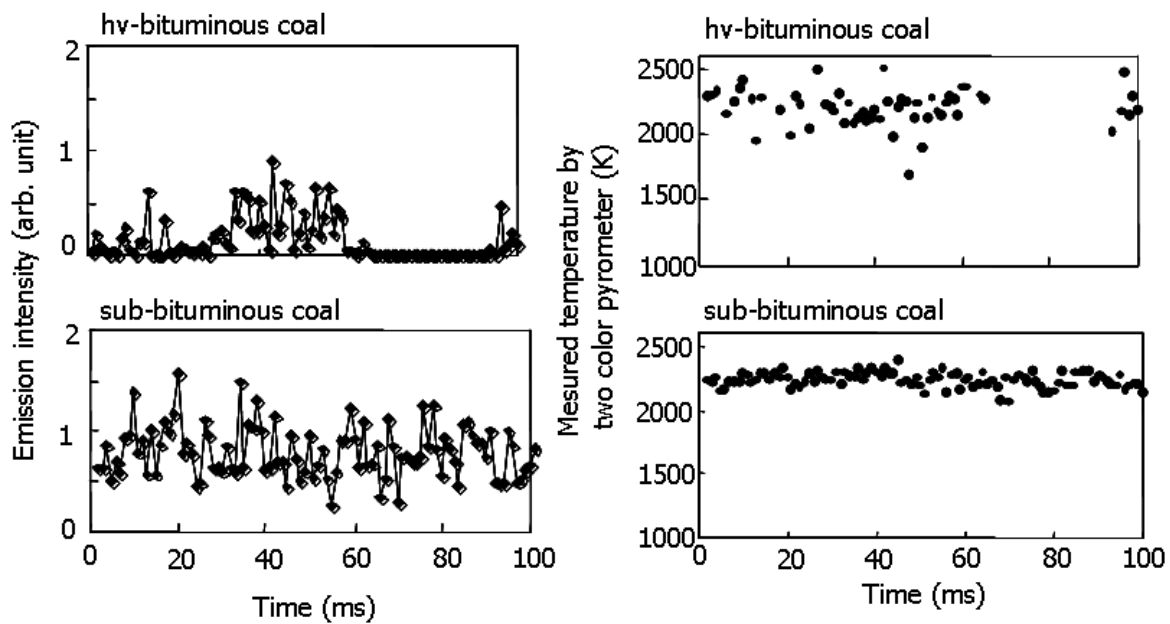 hv-bituminous coal
2
1
0
Emission intensity (arb. unit)
sub-bituminous coal
2
1
0
0 20 40 60 80 100
Time (ms)
hv-bituminous coal
2500
2000
1500
1000
Mesured temperature by
two color pyrometer (K)
sub-bituminous coal
2500
2000
1500
1000
0 20 40 60 80 100
Time (ms)